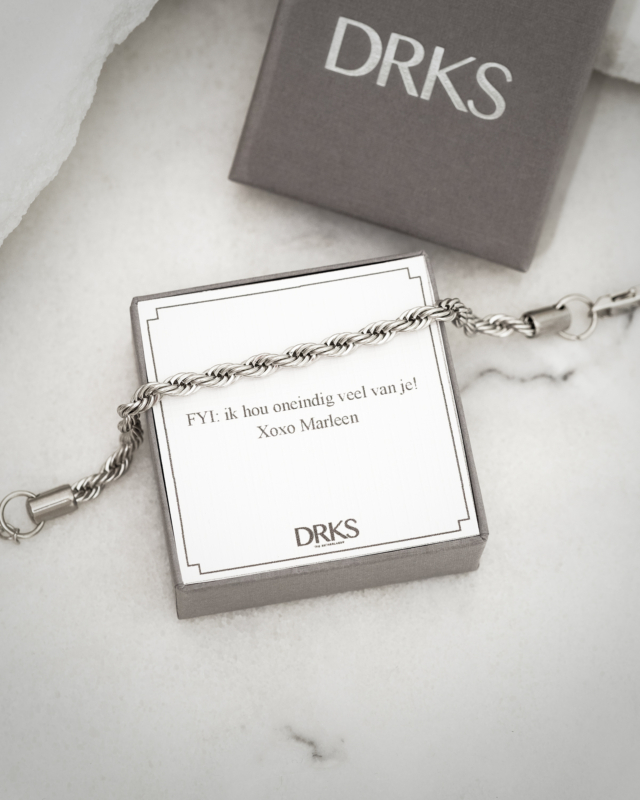 DRKS
FYI: ik hou oneindig veel van je!
Xoxo Marleen
DRKS